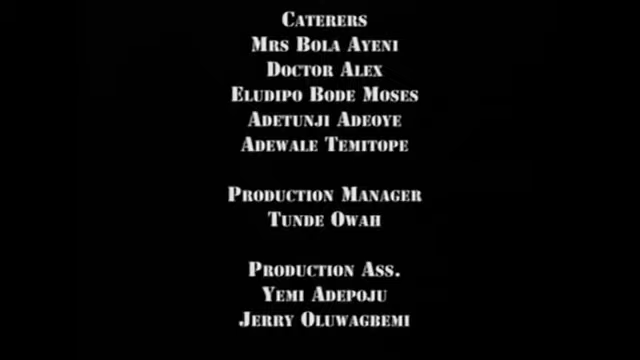 Caterers
Mrs Bola Ayeni
Doctor Alex
Eludipo Bode Moses
Adetunji Adeoye
Adewale Temitope
Production Manager
Tunde Owah
Production Ass.
Yemi Adepoju
Jerry Oluwagbemi